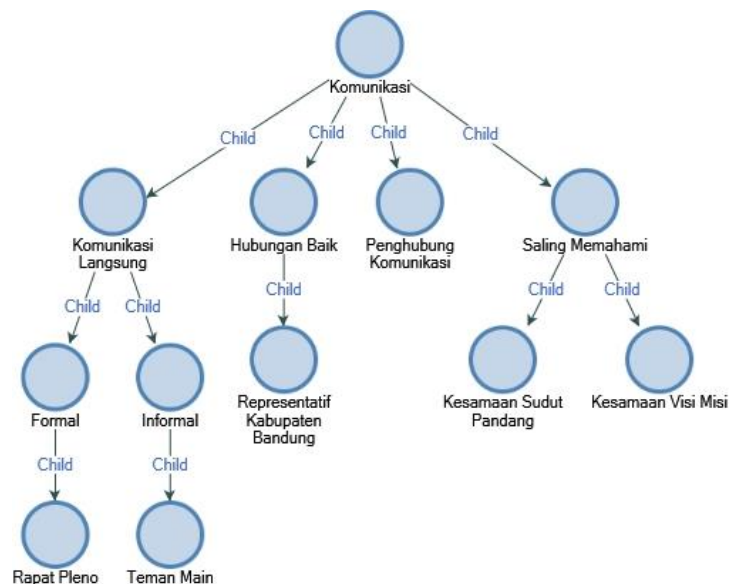 Komunikasi
Child
Child
Child
Child
Komunikasi
Langsung
Hubungan Baik
Penghubung
Komunikasi
Saling Memahami
Child
Child
Child
Child
Child
Formal
Informal
Representatif
Kabupaten
Bandung
Kesamaan Sudut
Pandang
Kesamaan Visi Misi
Child
Child
Rapat Pleno
Teman Main